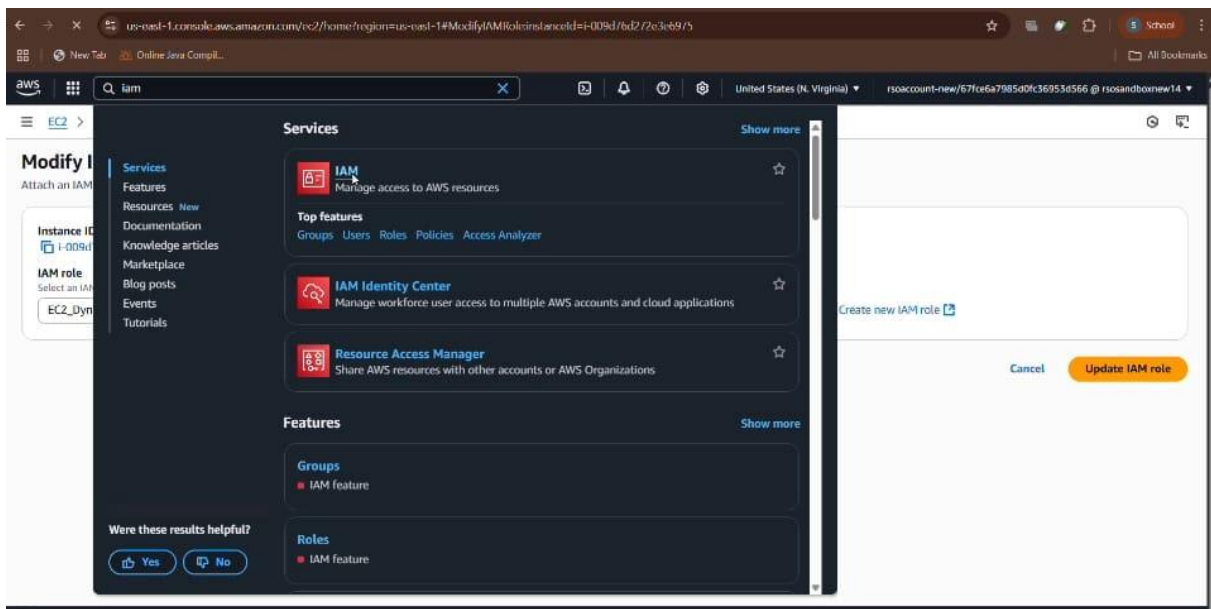 us-east-1.console.aws.amazon.com/ec2/home?region=us-east-1#ModifyIAMRole:instanceId=i-009d76d272e3e6975
S School
New Tab
Online Java Compil...
All Bookmarks
aws
iam
United States (N. Virginia)
rsoaccount-new/67fce6a7985d0fc36953d566 @ rsosandboxnew14
EC2 >
Modify I
Attach an IAM
Instance ID
i-009d
IAM role
Select an IAM
EC2_Dyn
Services
Features
Resources New
Documentation
Knowledge articles
Marketplace
Blog posts
Events
Tutorials
Were these results helpful?
Yes
No
Services
Show more
IAM
Manage access to AWS resources
Top features
Groups Users Roles Policies Access Analyzer
IAM Identity Center
Manage workforce user access to multiple AWS accounts and cloud applications
Resource Access Manager
Share AWS resources with other accounts or AWS Organizations
Features
Show more
Groups
IAM feature
Roles
IAM feature
Create new IAM role
Cancel
Update IAM role